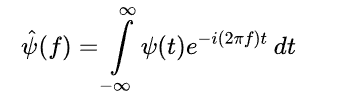 ψ̂(f) = ∫_{-∞}^{∞} ψ(t)e^{-i(2πf)t} dt